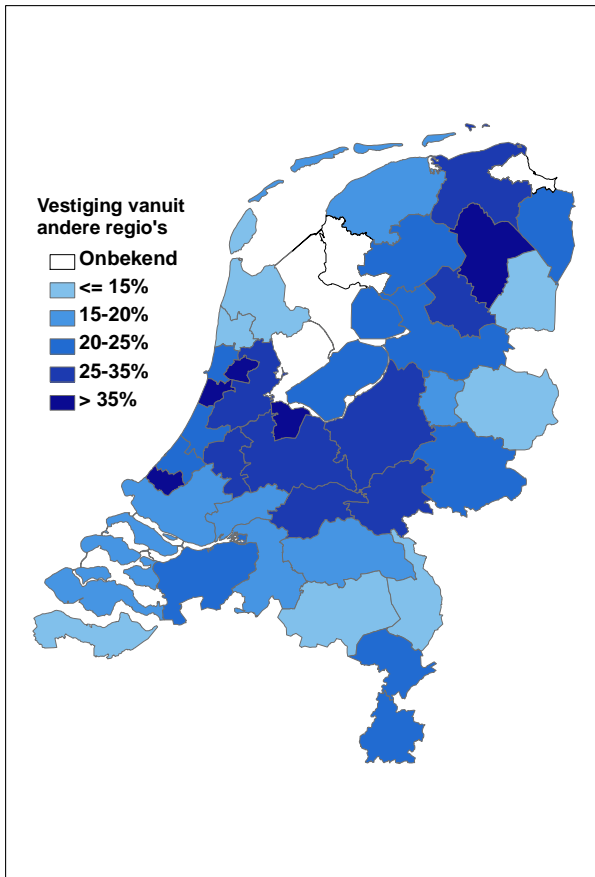 Vestiging vanuit
andere regio's
Onbekend
<= 15%
15-20%
20-25%
25-35%
> 35%